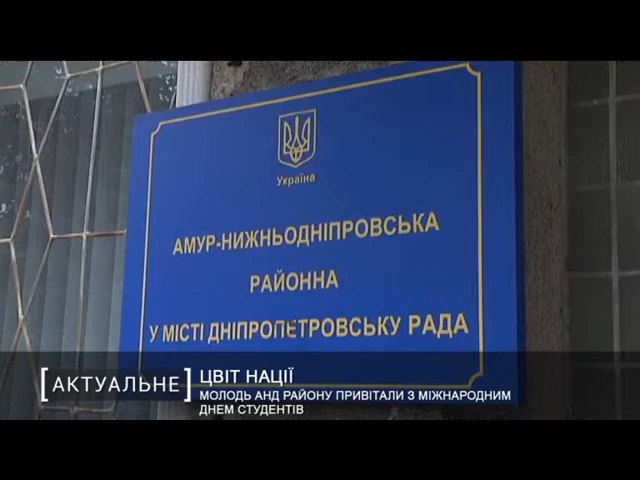 Україна
АМУР-НИЖНЬОДНІПРОВСЬКА
РАЙОННА
У МІСТІ ДНІПРОПЕТРОВСЬКУ РАДА
[АКТУАЛЬНЕ]
ЦВІТ НАЦІЇ
МОЛОДЬ АНД РАЙОНУ ПРИВІТАЛИ З МІЖНАРОДНИМ
ДНЕМ СТУДЕНТІВ